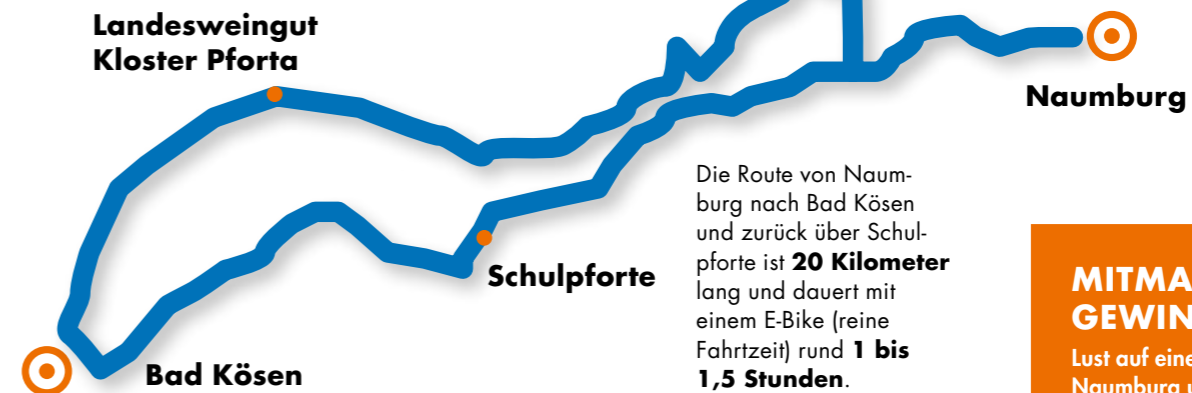 Landesweingut
Kloster Pforta
Naumburg
Die Route von Naum-
burg nach Bad Kösen
und zurück über Schul-
pforte ist 20 Kilometer
lang und dauert mit
einem E-Bike (reine
Fahrtzeit) rund 1 bis
1,5 Stunden.
Schulpforte
Bad Kösen
MITMA
GEWIN
Lust auf eine
Naumburg u